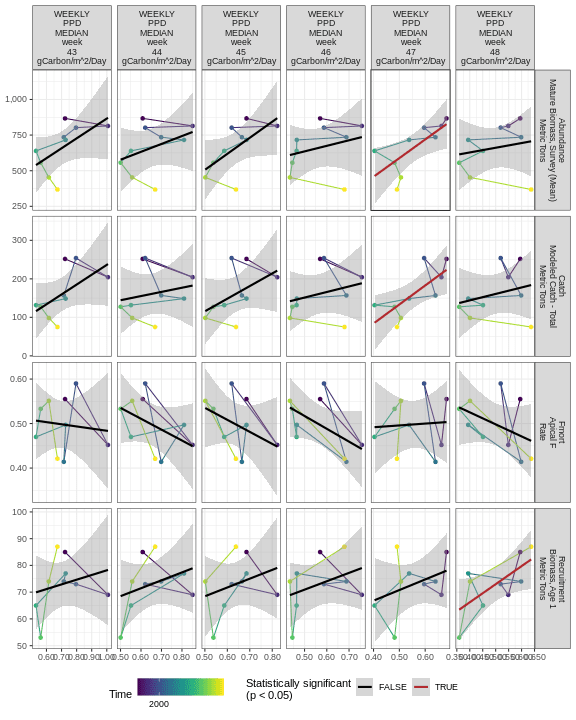 WEEKLY
PPD
MEDIAN
week
43
gCarbon/m^2/Day
WEEKLY
PPD
MEDIAN
week
44
gCarbon/m^2/Day
WEEKLY
PPD
MEDIAN
week
45
gCarbon/m^2/Day
WEEKLY
PPD
MEDIAN
week
46
gCarbon/m^2/Day
WEEKLY
PPD
MEDIAN
week
47
gCarbon/m^2/Day
WEEKLY
PPD
MEDIAN
week
48
gCarbon/m^2/Day
1,000
750
500
250
Abundance
Mature Biomass, Survey (Mean)
Metric Tons
300
200
100
0
Catch
Modeled Catch - Total
Metric Tons
0.60
0.50
0.40
Fmort
Apical F
Rate
100
90
80
70
60
50
Recruitment
Biomass, Age 1
Metric Tons
0.60 0.70 0.80 0.90 1.00
0.50 0.60 0.70 0.80
0.50 0.60 0.70 0.80
0.50 0.60 0.70
0.40 0.50 0.60
0.50 0.60 0.650
Time
2000
Statistically significant
(p < 0.05)
FALSE
TRUE